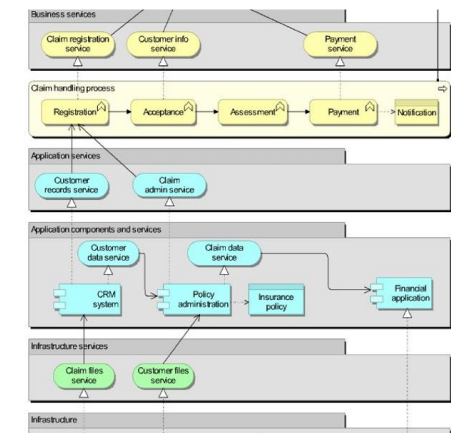 Business services
Claim registration
service
Customer info
service
Payment
service
Claim handling process
Registration
Acceptance
Assessment
Payment
Notification
Application services
Customer
records service
Claim
admin service
Application components and services
Customer
data service
Claim data
service
CRM
system
Policy
administration
Insurance
policy
Financial
application
Infrastructure services
Claim files
service
Customer files
service
Infrastructure